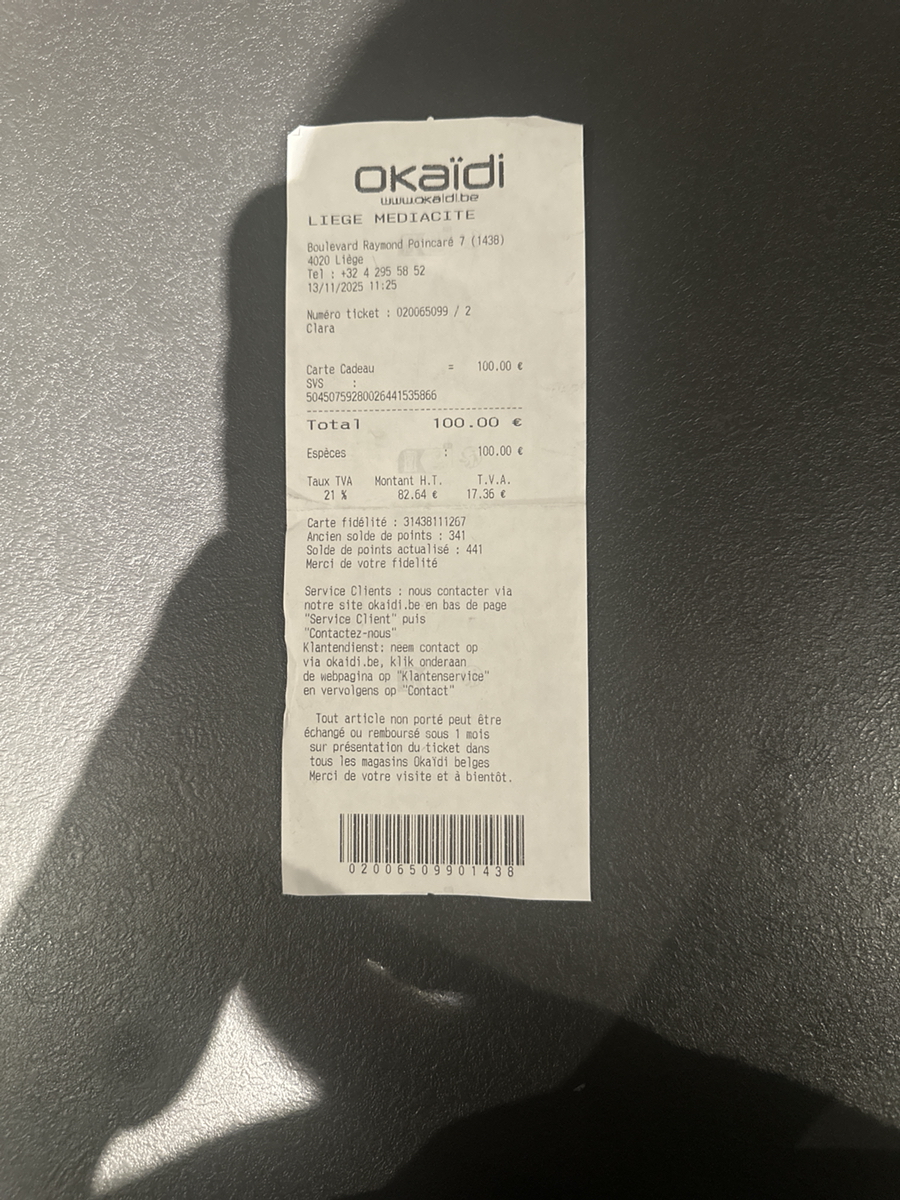 okaïdi
www.okaidi.be
LIEGE MEDIACITE
Boulevard Raymond Poincaré 7 (1438)
4020 Liège
Tel : +32 4 295 58 52
13/11/2025 11:25
Numéro ticket : 020065099 / 2
Clara
Carte Cadeau = 100.00 €
SVS :
50450759280026441535866
Total 100.00 €
Espèces : 100.00 €
Taux TVA Montant H.T. T.V.A.
21 % 82.64 € 17.36 €
Carte fidélité : 31438111267
Ancien solde de points : 341
Solde de points actualisé : 441
Merci de votre fidelité
Service Clients : nous contacter via
notre site okaidi.be en bas de page
"Service Client" puis
"Contactez-nous"
Klantendienst: neem contact op
via okaidi.be, klik onderaan
de webpagina op "Klantenservice"
en vervolgens op "Contact"
Tout article non porté peut être
échangé ou remboursé sous 1 mois
sur présentation du ticket dans
tous les magasins Okaïdi belges
Merci de votre visite et à bientôt.
02006509901438